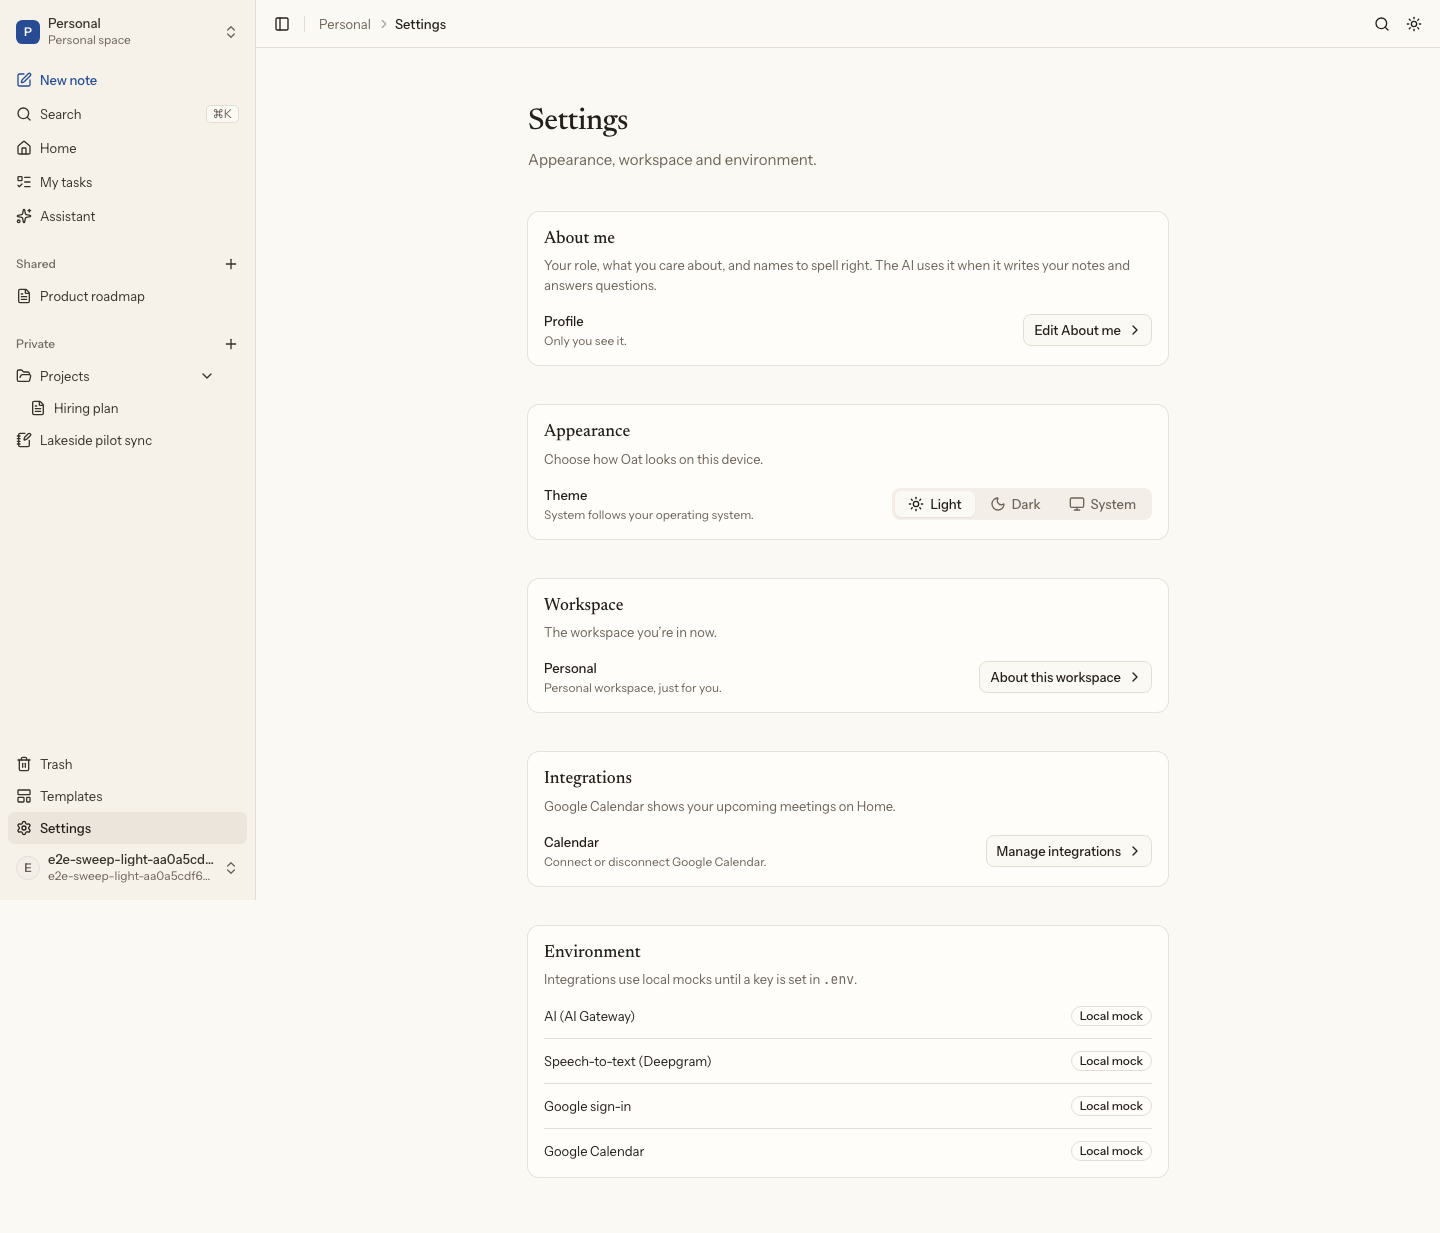 P
Personal
Personal space
New note
Search
⌘K
Home
My tasks
Assistant
Shared
Product roadmap
Private
Projects
Hiring plan
Lakeside pilot sync
Trash
Templates
Settings
E
e2e-sweep-light-aa0a5cd...
e2e-sweep-light-aa0a5cdf6...
Personal
Settings
Settings
Appearance, workspace and environment.
About me
Your role, what you care about, and names to spell right. The AI uses it when it writes your notes and
answers questions.
Profile
Only you see it.
Edit About me
Appearance
Choose how Oat looks on this device.
Theme
System follows your operating system.
Light
Dark
System
Workspace
The workspace you’re in now.
Personal
Personal workspace, just for you.
About this workspace
Integrations
Google Calendar shows your upcoming meetings on Home.
Calendar
Connect or disconnect Google Calendar.
Manage integrations
Environment
Integrations use local mocks until a key is set in .env.
AI (AI Gateway)
Local mock
Speech-to-text (Deepgram)
Local mock
Google sign-in
Local mock
Google Calendar
Local mock